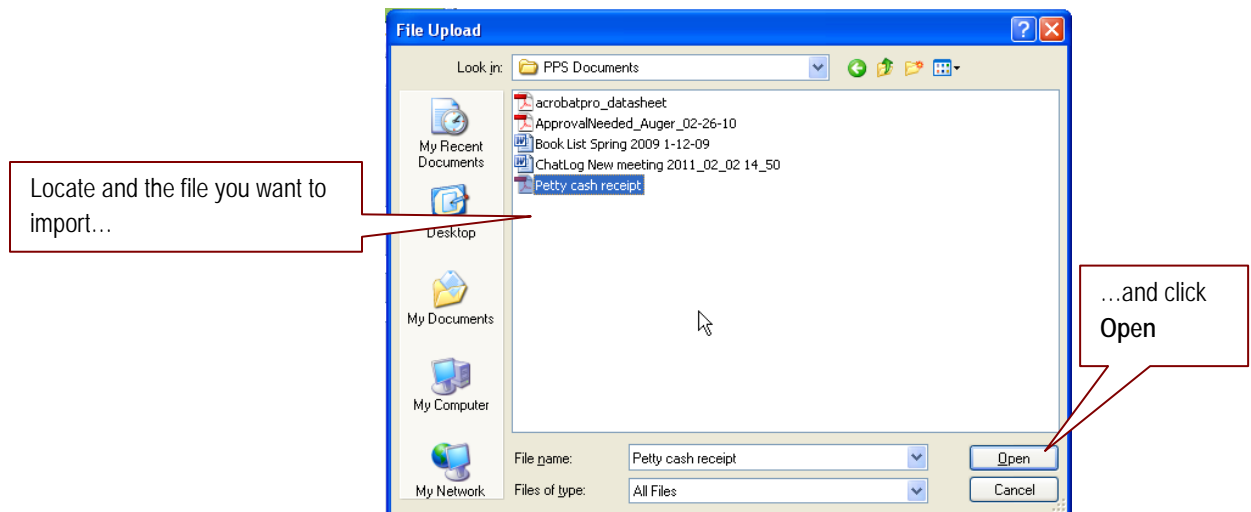 File Upload
Look in:
PPS Documents
acrobatpro_datasheet
ApprovalNeeded_Auger_02-26-10
Book List Spring 2009 1-12-09
ChatLog New meeting 2011_02_02 14_50
Petty cash receipt
My Recent
Documents
Desktop
My Documents
My Computer
My Network
Locate and the file you want to
import…
…and click
Open
File name:
Petty cash receipt
Open
Files of type:
All Files
Cancel